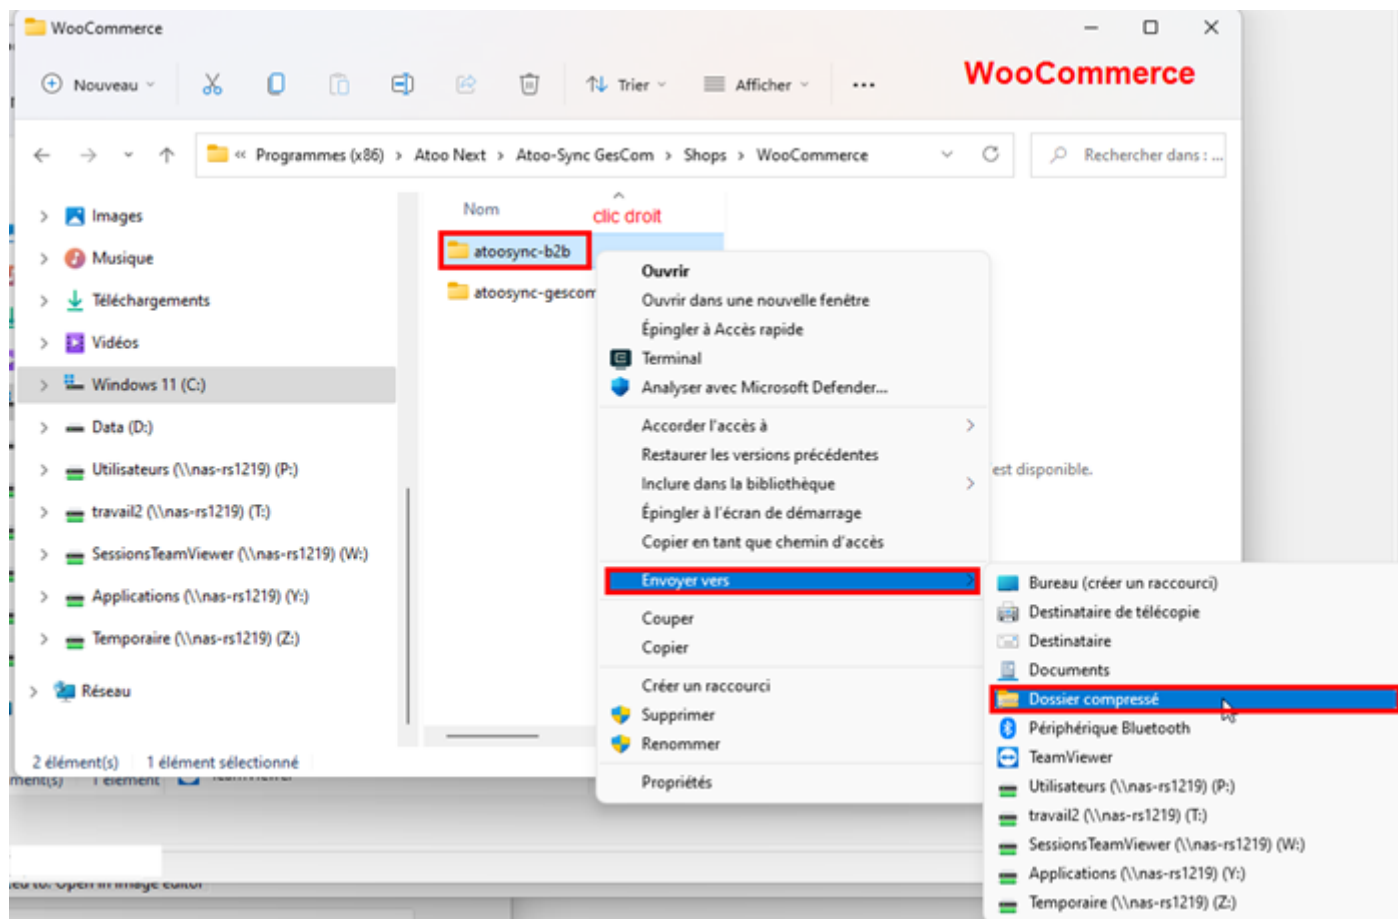 WooCommerce
Nouveau
Trier
Afficher
...
WooCommerce
« Programmes (x86) > Atoo Next > Atoo-Sync GesCom > Shops > WooCommerce
Rechercher dans : ...
Images
Musique
Téléchargements
Vidéos
Windows 11 (C:)
Data (D:)
Utilisateurs (\\nas-rs1219) (P:)
travail2 (\\nas-rs1219) (T:)
SessionsTeamViewer (\\nas-rs1219) (W:)
Applications (\\nas-rs1219) (Y:)
Temporaire (\\nas-rs1219) (Z:)
Réseau
Nom
clic droit
atoosync-b2b
atoosync-gescom
est disponible.
Ouvrir
Ouvrir dans une nouvelle fenêtre
Épingler à Accès rapide
Terminal
Analyser avec Microsoft Defender...
Accorder l'accès à
Restaurer les versions précédentes
Inclure dans la bibliothèque
Épingler à l'écran de démarrage
Copier en tant que chemin d'accès
Envoyer vers
Couper
Copier
Créer un raccourci
Supprimer
Renommer
Propriétés
Bureau (créer un raccourci)
Destinataire de télécopie
Destinataire
Documents
Dossier compressé
Périphérique Bluetooth
TeamViewer
Utilisateurs (\\nas-rs1219) (P:)
travail2 (\\nas-rs1219) (T:)
SessionsTeamViewer (\\nas-rs1219) (W:)
Applications (\\nas-rs1219) (Y:)
Temporaire (\\nas-rs1219) (Z:)
2 élément(s)
1 élément sélectionné
to: Open in image editor